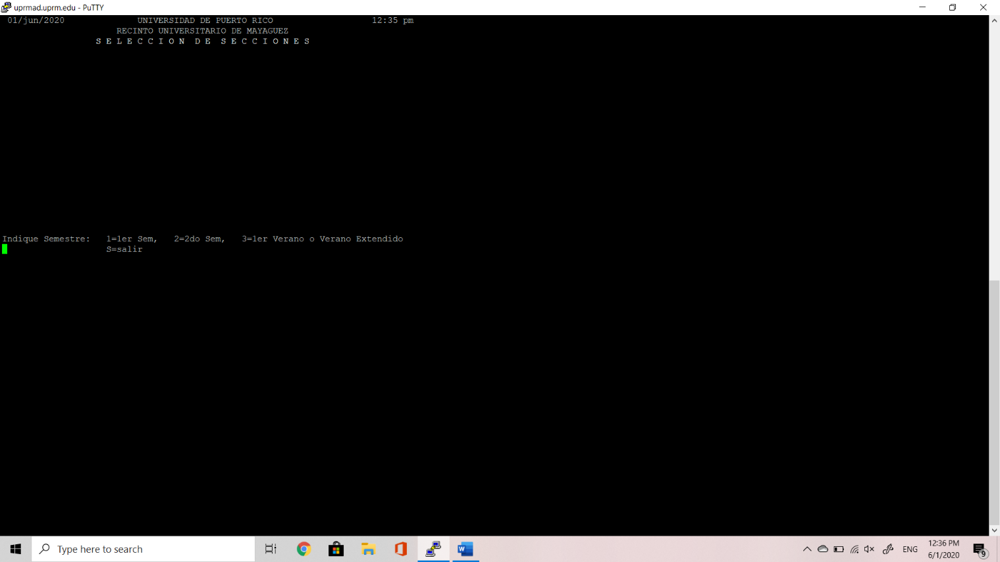 uprmad.uprm.edu - PuTTY
01/jun/2020 UNIVERSIDAD DE PUERTO RICO 12:35 pm
RECINTO UNIVERSITARIO DE MAYAGUEZ
S E L E C C I O N D E S E C C I O N E S
Indique Semestre: 1=1er Sem, 2=2do Sem, 3=1er Verano o Verano Extendido
S=salir
Type here to search
ENG
12:36 PM
6/1/2020
9